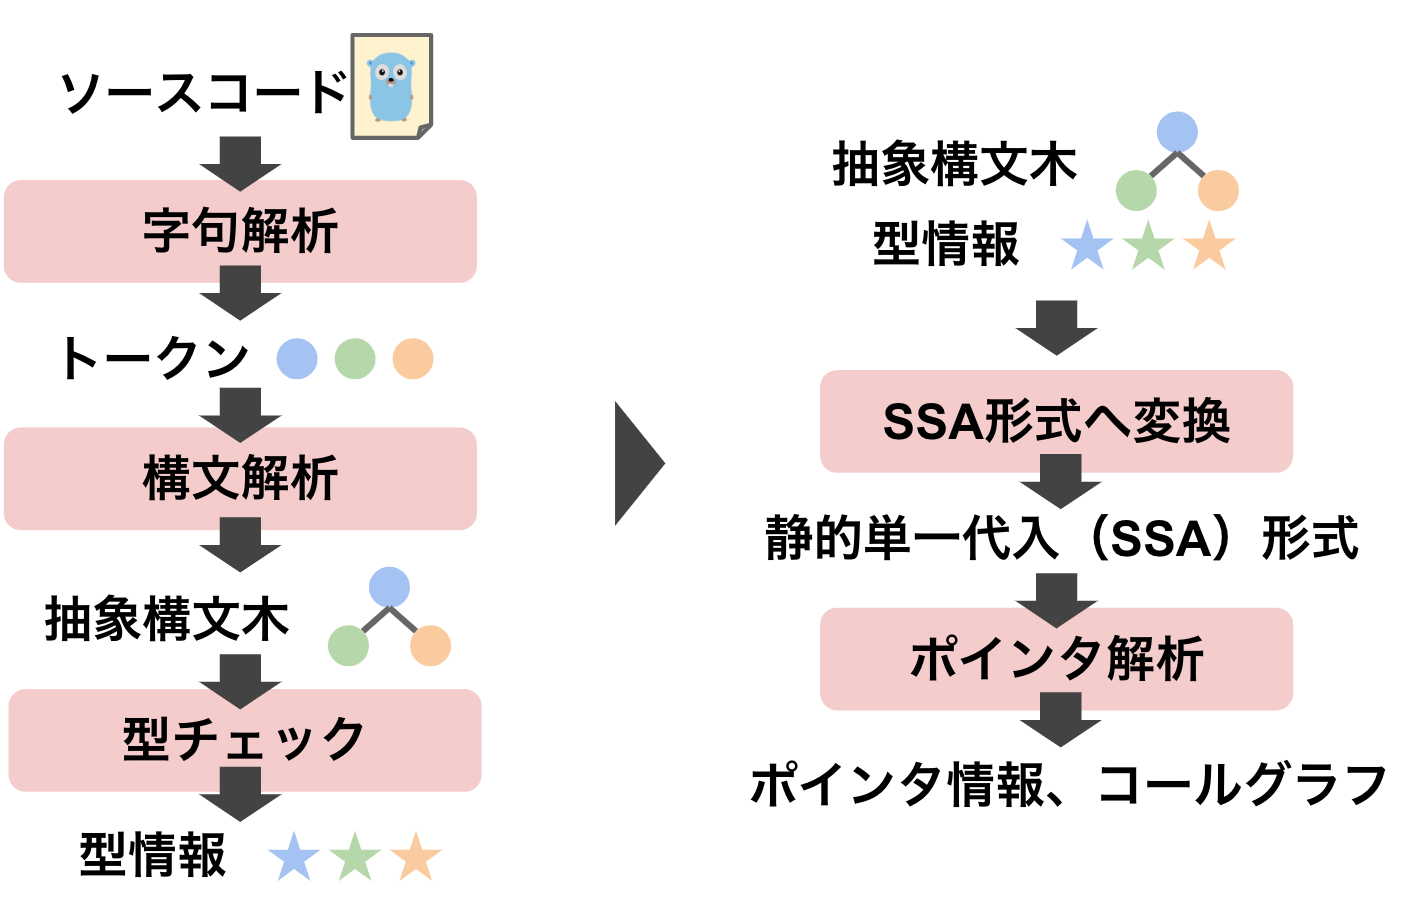 ソースコード
字句解析
トークン
構文解析
抽象構文木
型チェック
型情報
抽象構文木
型情報
SSA形式へ変換
静的単一代入（SSA）形式
ポインタ解析
ポインタ情報、コールグラフ